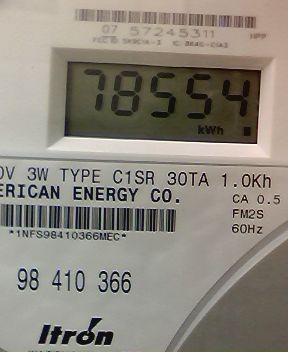 07 57245311
78554
kWh
0V 3W TYPE C1SR 30TA 1.0Kh
ERICAN ENERGY CO.
CA 0.5
FM2S
60Hz
*1NFS98410366MEC*
98 410 366
Itron